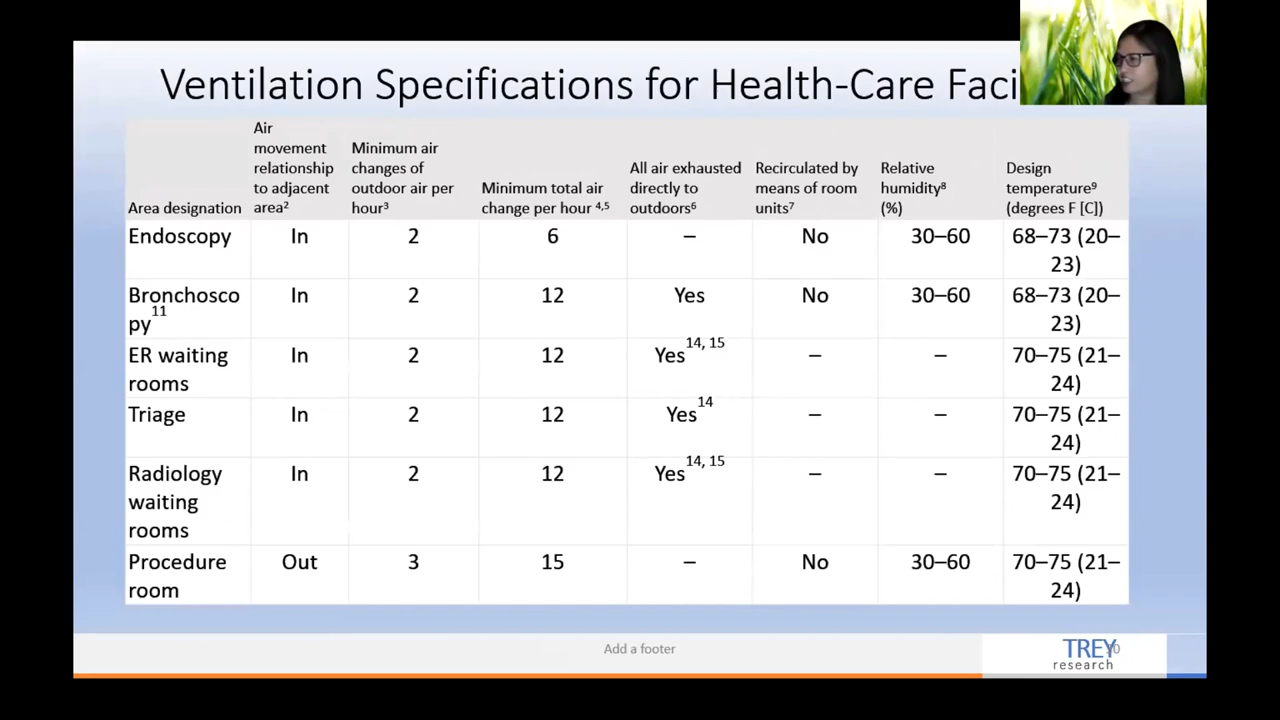 Ventilation Specifications for Health-Care Faci
Area designation
Air
movement
relationship
to adjacent
area²
Minimum air
changes of
outdoor air per
hour³
Minimum total air
change per hour ⁴,⁵
All air exhausted
directly to
outdoors⁶
Recirculated by
means of room
units⁷
Relative
humidity⁸
(%)
Design
temperature⁹
(degrees F [C])
Endoscopy In 2 6 – No 30–60 68–73 (20–
23)
Bronchosco In 2 12 Yes No 30–60 68–73 (20–
py¹¹ 23)
ER waiting In 2 12 Yes¹⁴, ¹⁵ – – 70–75 (21–
rooms 24)
Triage In 2 12 Yes¹⁴ – – 70–75 (21–
24)
Radiology In 2 12 Yes¹⁴, ¹⁵ – – 70–75 (21–
waiting 24)
rooms
Procedure Out 3 15 – No 30–60 70–75 (21–
room 24)
Add a footer
TREY
research